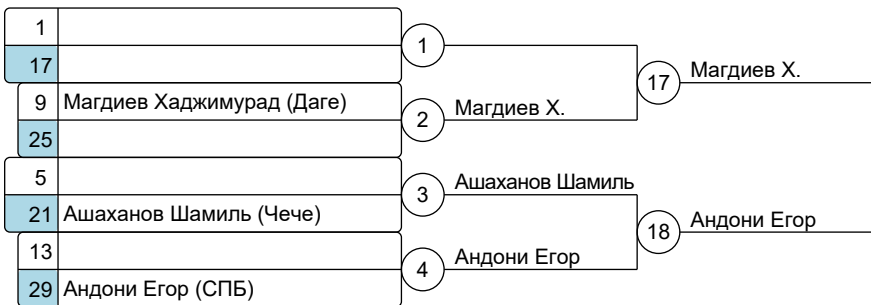 1
17
9 Магдиев Хаджимурад (Даге)
25
5
21 Ашаханов Шамиль (Чече)
13
29 Андони Егор (СПБ)
1
2 Магдиев Х.
3 Ашаханов Шамиль
4 Андони Егор
17 Магдиев Х.
18 Андони Егор